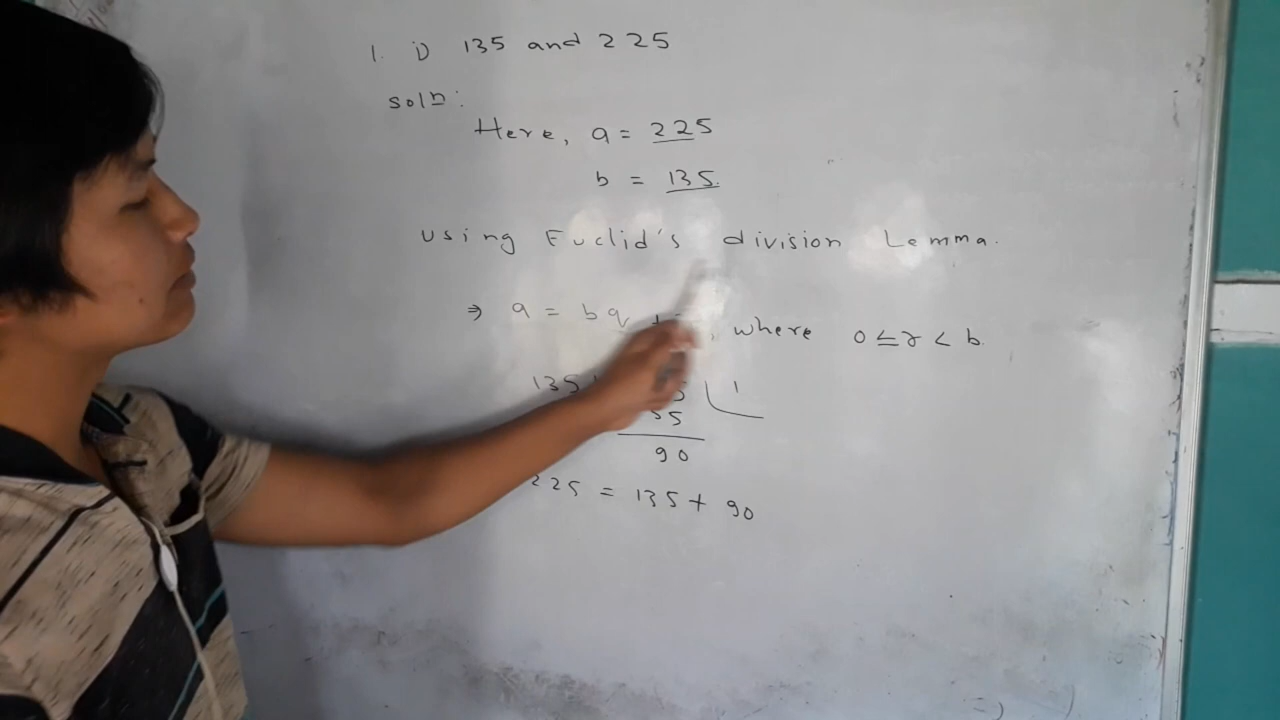 1. i) 135 and 225
soln:
Here, a = 225
b = 135.
using Euclid's division Lemma.
⇒ a = bq + , where 0 ≤ r < b.
135 1
90
225 = 135 + 90